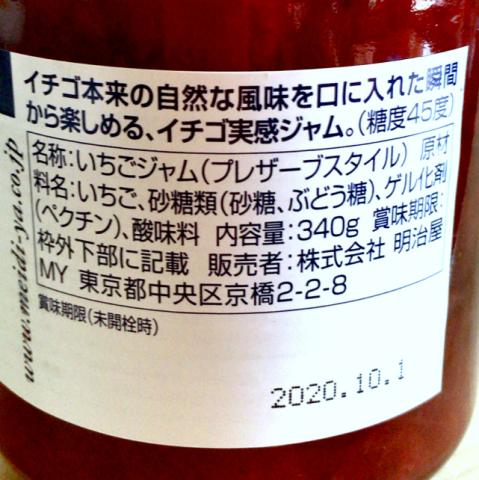 イチゴ本来の自然な風味を口に入れた瞬間
から楽しめる、イチゴ実感ジャム。(糖度45度)
名称:いちごジャム(プレザーブスタイル) 原材
料名:いちご、砂糖類(砂糖、ぶどう糖)、ゲル化剤
(ペクチン)、酸味料 内容量:340g 賞味期限:
枠外下部に記載 販売者:株式会社 明治屋
MY 東京都中央区京橋2-2-8
賞味期限(未開栓時)
2020.10.1
www.meidi-ya.co.jp